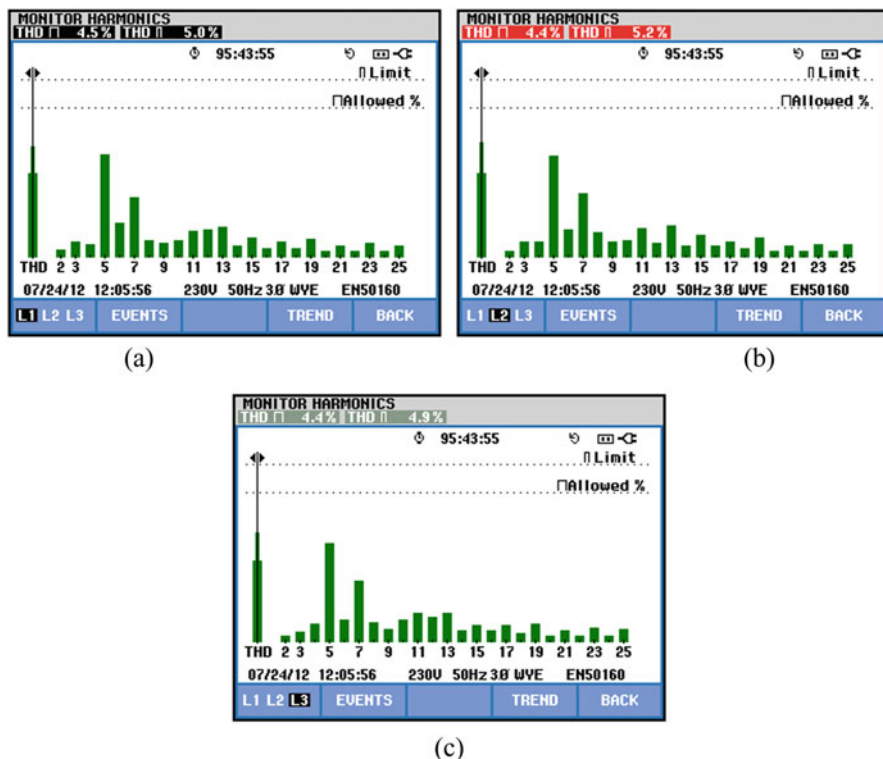 MONITOR HARMONICS
THD 4.5% THD 5.0%
95:43:55
Limit
Allowed %
THD 2 3 5 7 9 11 13 15 17 19 21 23 25
07/24/12 12:05:56 230V 50Hz 3Ø WYE EN50160
L1 L2 L3 EVENTS TREND BACK
(a)
MONITOR HARMONICS
THD 4.4% THD 5.2%
95:43:55
Limit
Allowed %
THD 2 3 5 7 9 11 13 15 17 19 21 23 25
07/24/12 12:05:56 230V 50Hz 3Ø WYE EN50160
L1 L2 L3 EVENTS TREND BACK
(b)
MONITOR HARMONICS
THD 4.4% THD 4.9%
95:43:55
Limit
Allowed %
THD 2 3 5 7 9 11 13 15 17 19 21 23 25
07/24/12 12:05:56 230V 50Hz 3Ø WYE EN50160
L1 L2 L3 EVENTS TREND BACK
(c)